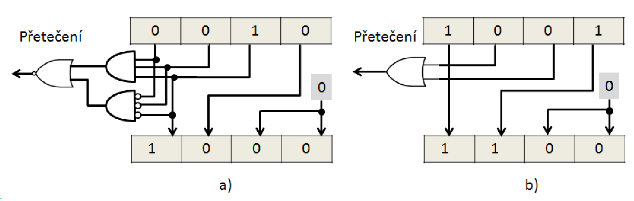 Přetečení 0 0 1 0
0
1 0 0 0
a)
Přetečení 1 0 0 1
0
1 1 0 0
b)